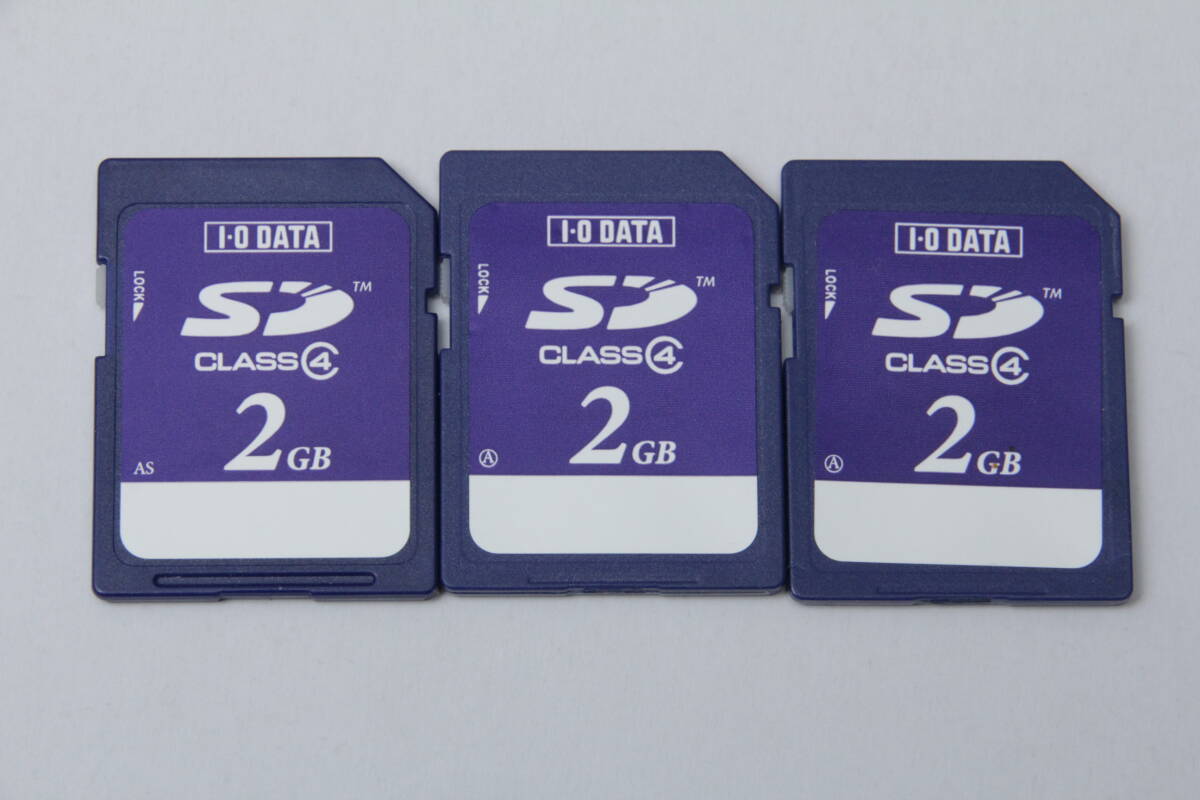 I·O DATA
LOCK
SD™
CLASS 4
2GB
AS
I·O DATA
LOCK
SD™
CLASS 4
2GB
Ⓐ
I·O DATA
LOCK
SD™
CLASS 4
2GB
Ⓐ